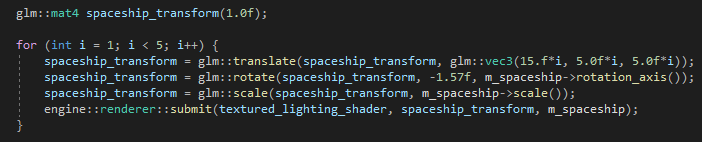 glm::mat4 spaceship_transform(1.0f);
for (int i = 1; i < 5; i++) {
spaceship_transform = glm::translate(spaceship_transform, glm::vec3(15.f*i, 5.0f*i, 5.0f*i));
spaceship_transform = glm::rotate(spaceship_transform, -1.57f, m_spaceship->rotation_axis());
spaceship_transform = glm::scale(spaceship_transform, m_spaceship->scale());
engine::renderer::submit(textured_lighting_shader, spaceship_transform, m_spaceship);
}